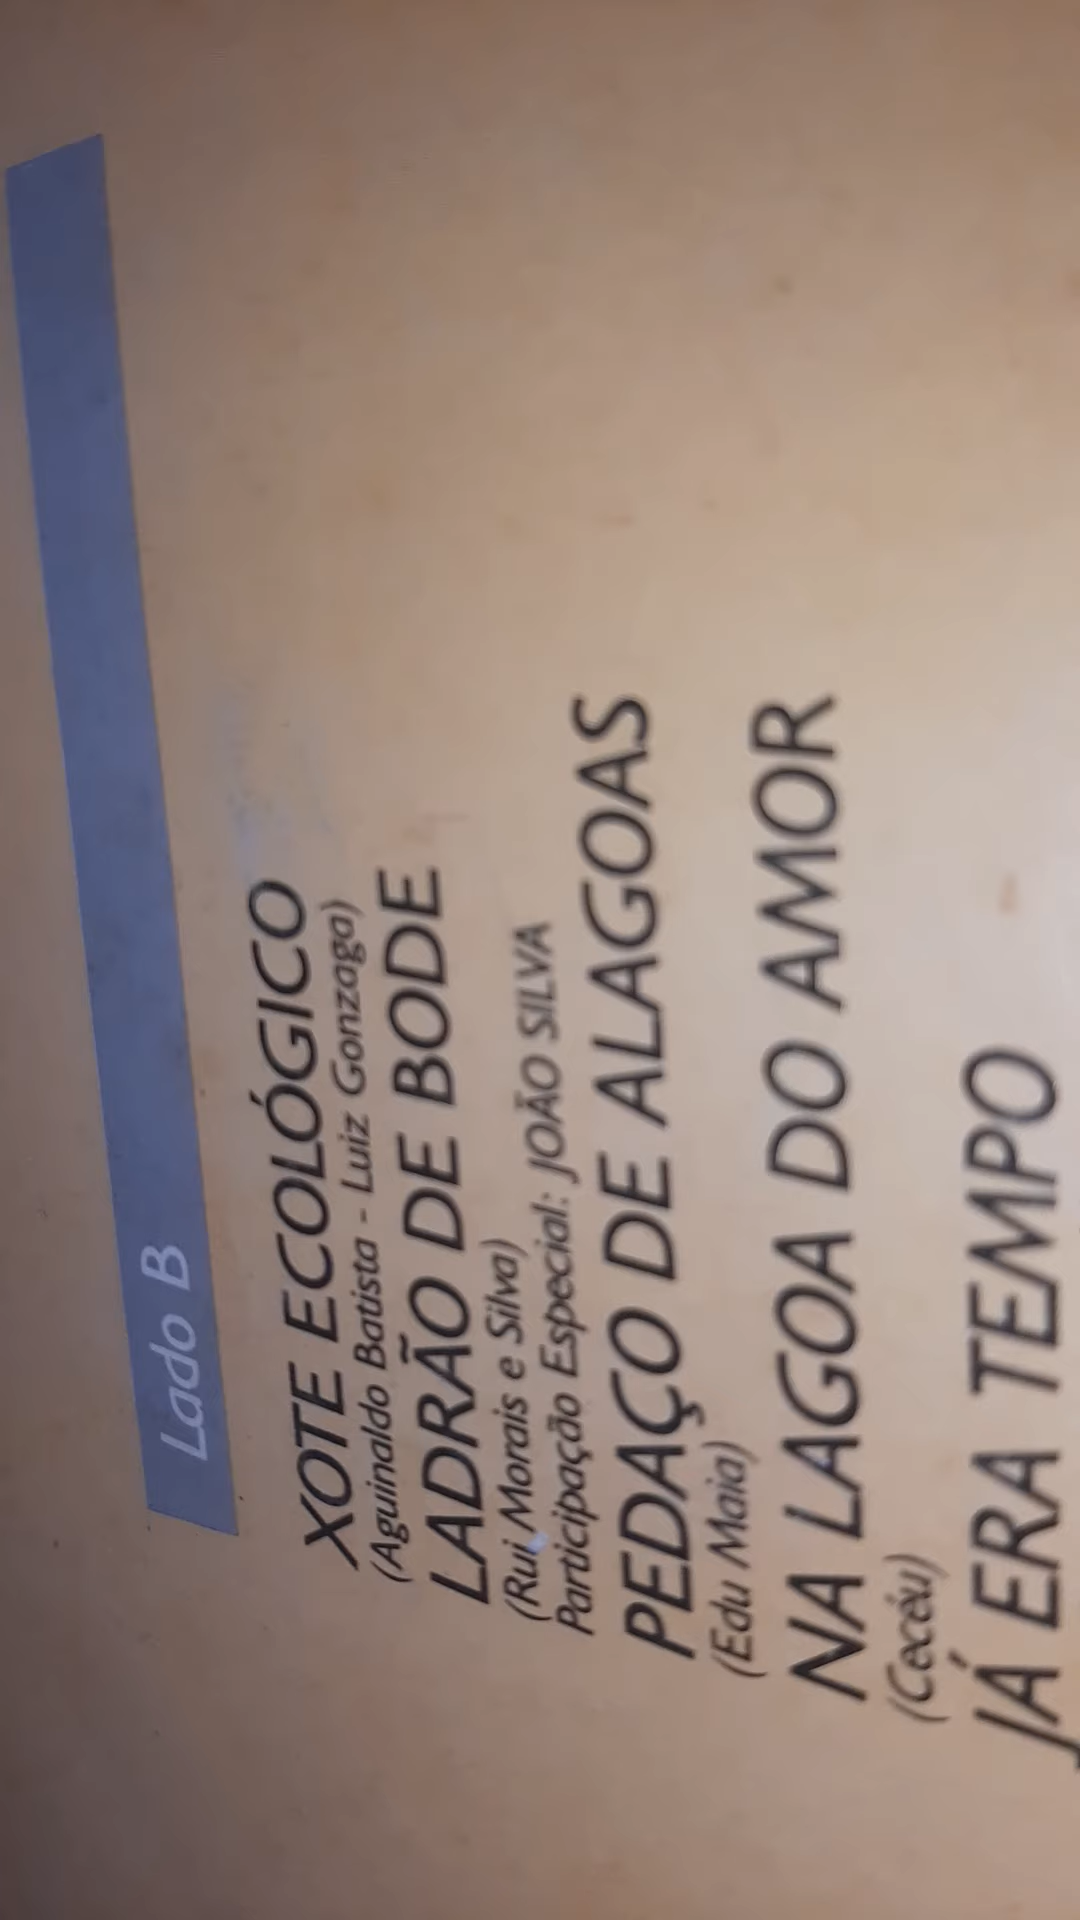 Lado B
XOTE ECOLÓGICO
(Aguinaldo Batista - Luiz Gonzaga)
LADRÃO DE BODE
(Rui Morais e Silva)
Participação Especial: JOÃO SILVA
PEDAÇO DE ALAGOAS
(Edu Maia)
NA LAGOA DO AMOR
(Cecéu)
JÁ ERA TEMPO